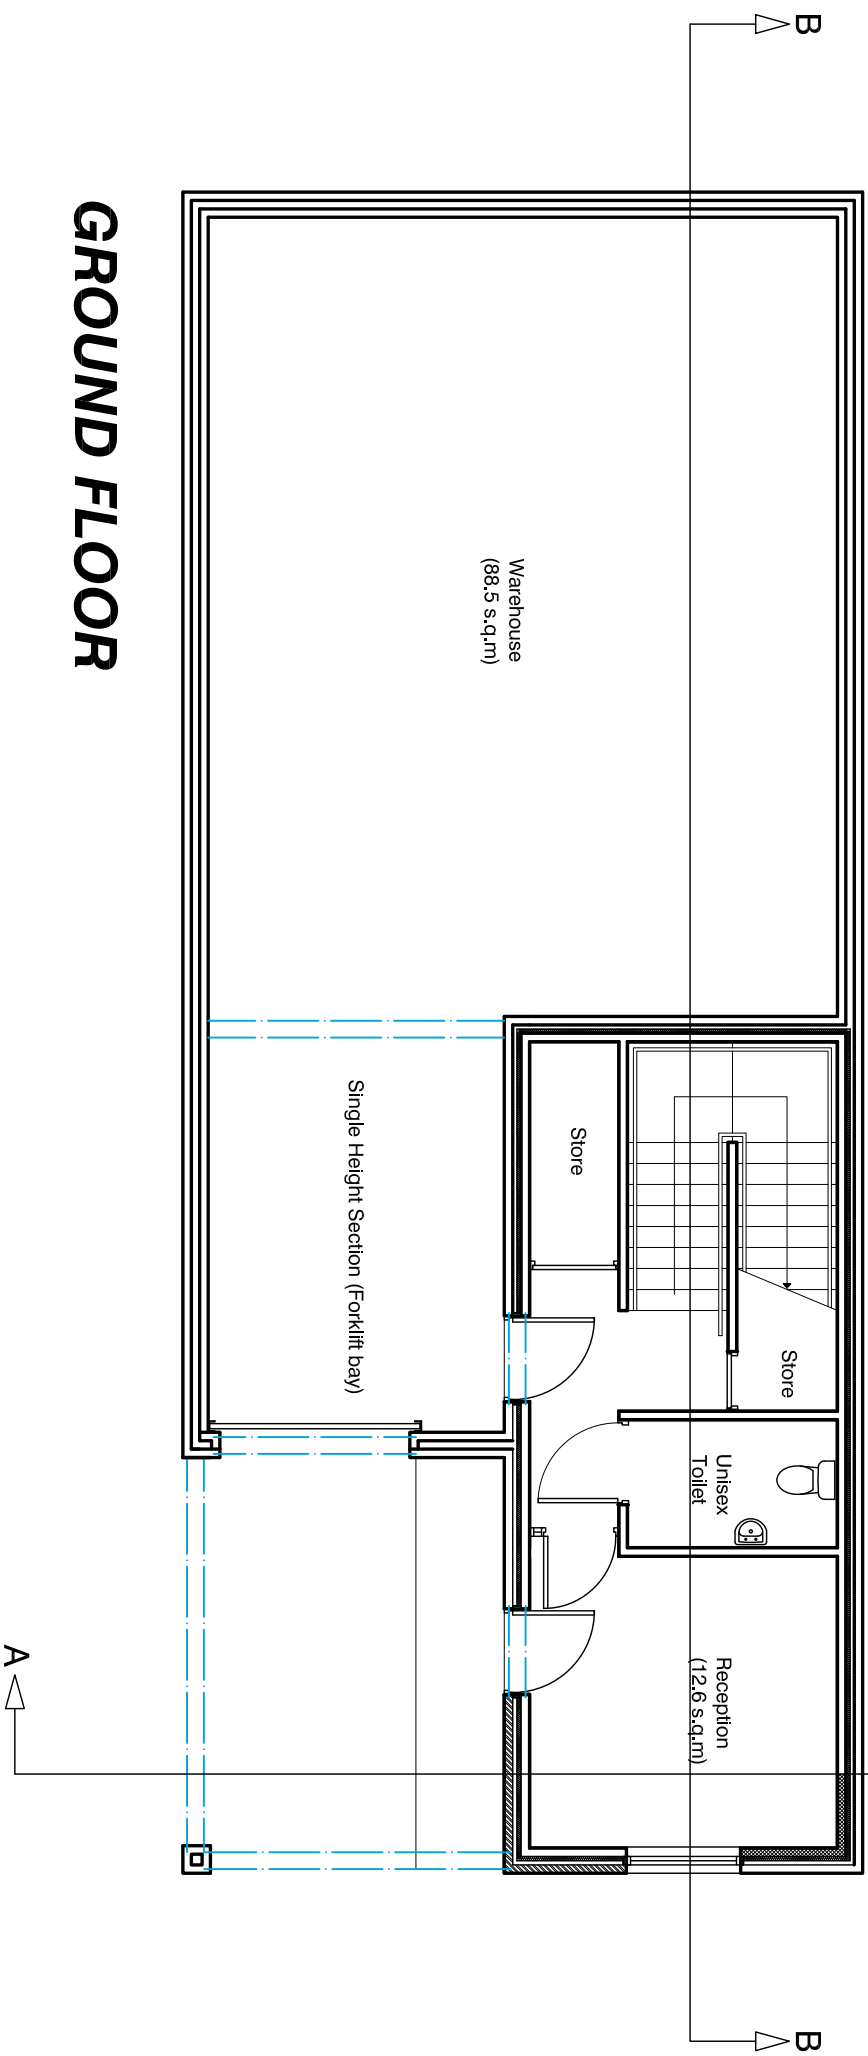 B
GROUND FLOOR
Warehouse
(88.5 s.q.m)
Single Height Section (Forklift bay)
Store
Store
Unisex
Toilet
Reception
(12.6 s.q.m)
A
B